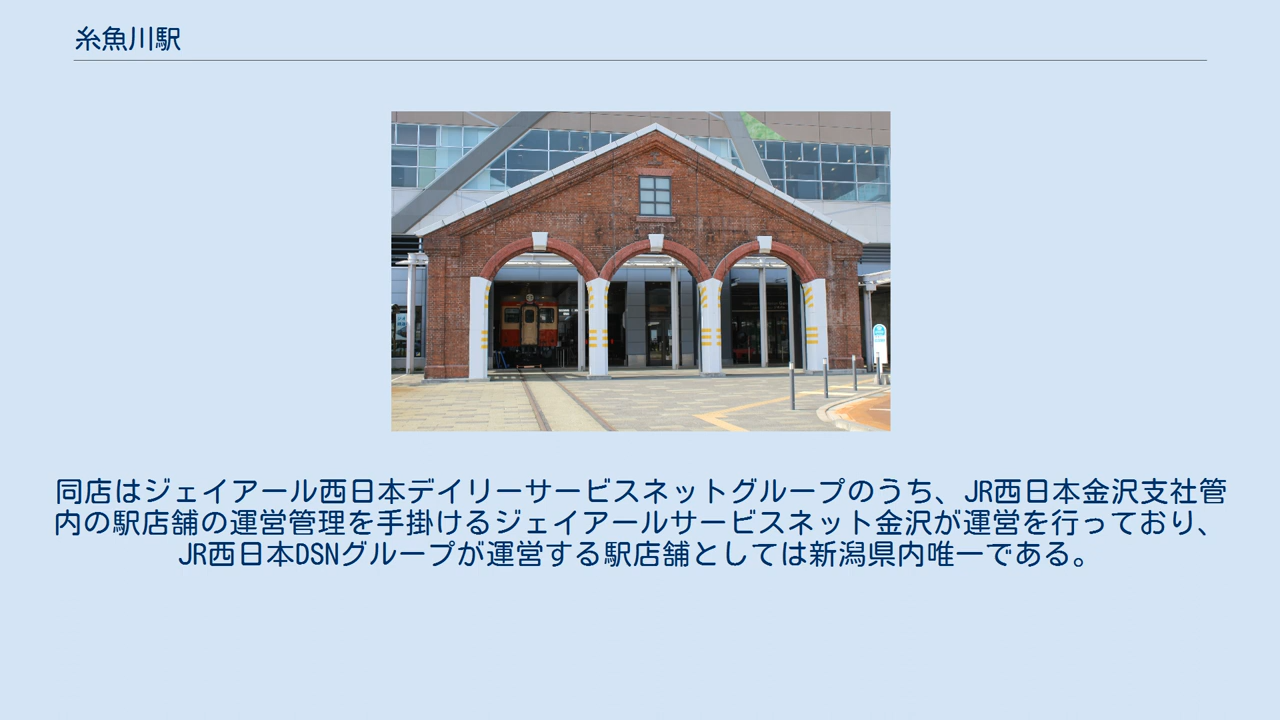 糸魚川駅
同店はジェイアール西日本デイリーサービスネットグループのうち、JR西日本金沢支社管
内の駅店舗の運営管理を手掛けるジェイアールサービスネット金沢が運営を行っており、
JR西日本DSNグループが運営する駅店舗としては新潟県内唯一である。